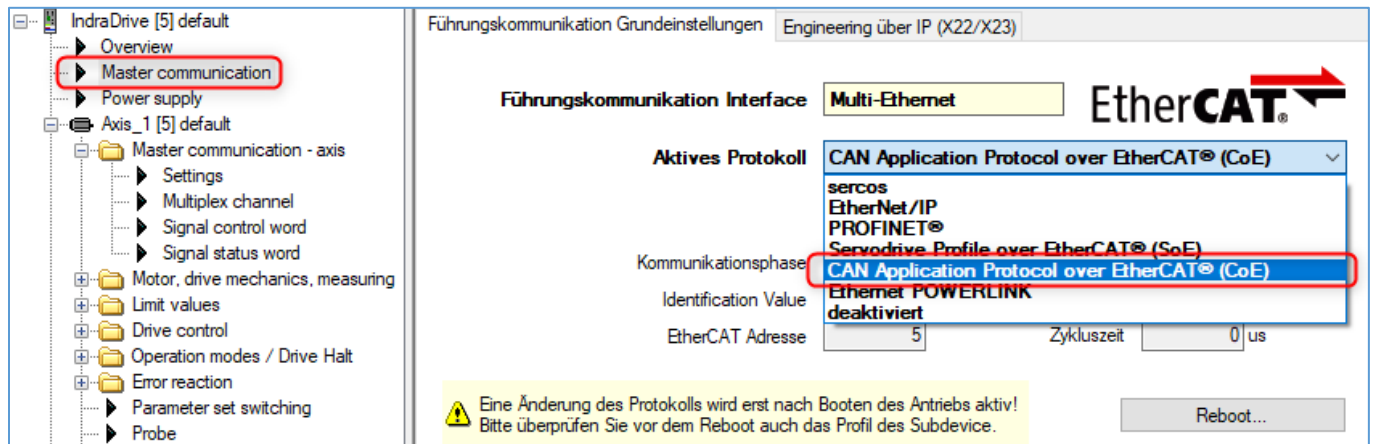 IndraDrive [5] default
Overview
Master communication
Power supply
Axis_1 [5] default
Master communication - axis
Settings
Multiplex channel
Signal control word
Signal status word
Motor, drive mechanics, measuring
Limit values
Drive control
Operation modes / Drive Halt
Error reaction
Parameter set switching
Probe
Führungskommunikation Grundeinstellungen Engineering über IP (X22/X23)
Führungskommunikation Interface Multi-Ethernet
EtherCAT®
Aktives Protokoll CAN Application Protocol over EtherCAT® (CoE)
sercos
EtherNet/IP
PROFINET®
Servodrive Profile over EtherCAT® (SoE)
CAN Application Protocol over EtherCAT® (CoE)
Ethernet POWERLINK
deaktiviert
Kommunikationsphase
Identification Value
EtherCAT Adresse 5 Zykluszeit 0 us
Eine Änderung des Protokolls wird erst nach Booten des Antriebs aktiv!
Bitte überprüfen Sie vor dem Reboot auch das Profil des Subdevice.
Reboot...